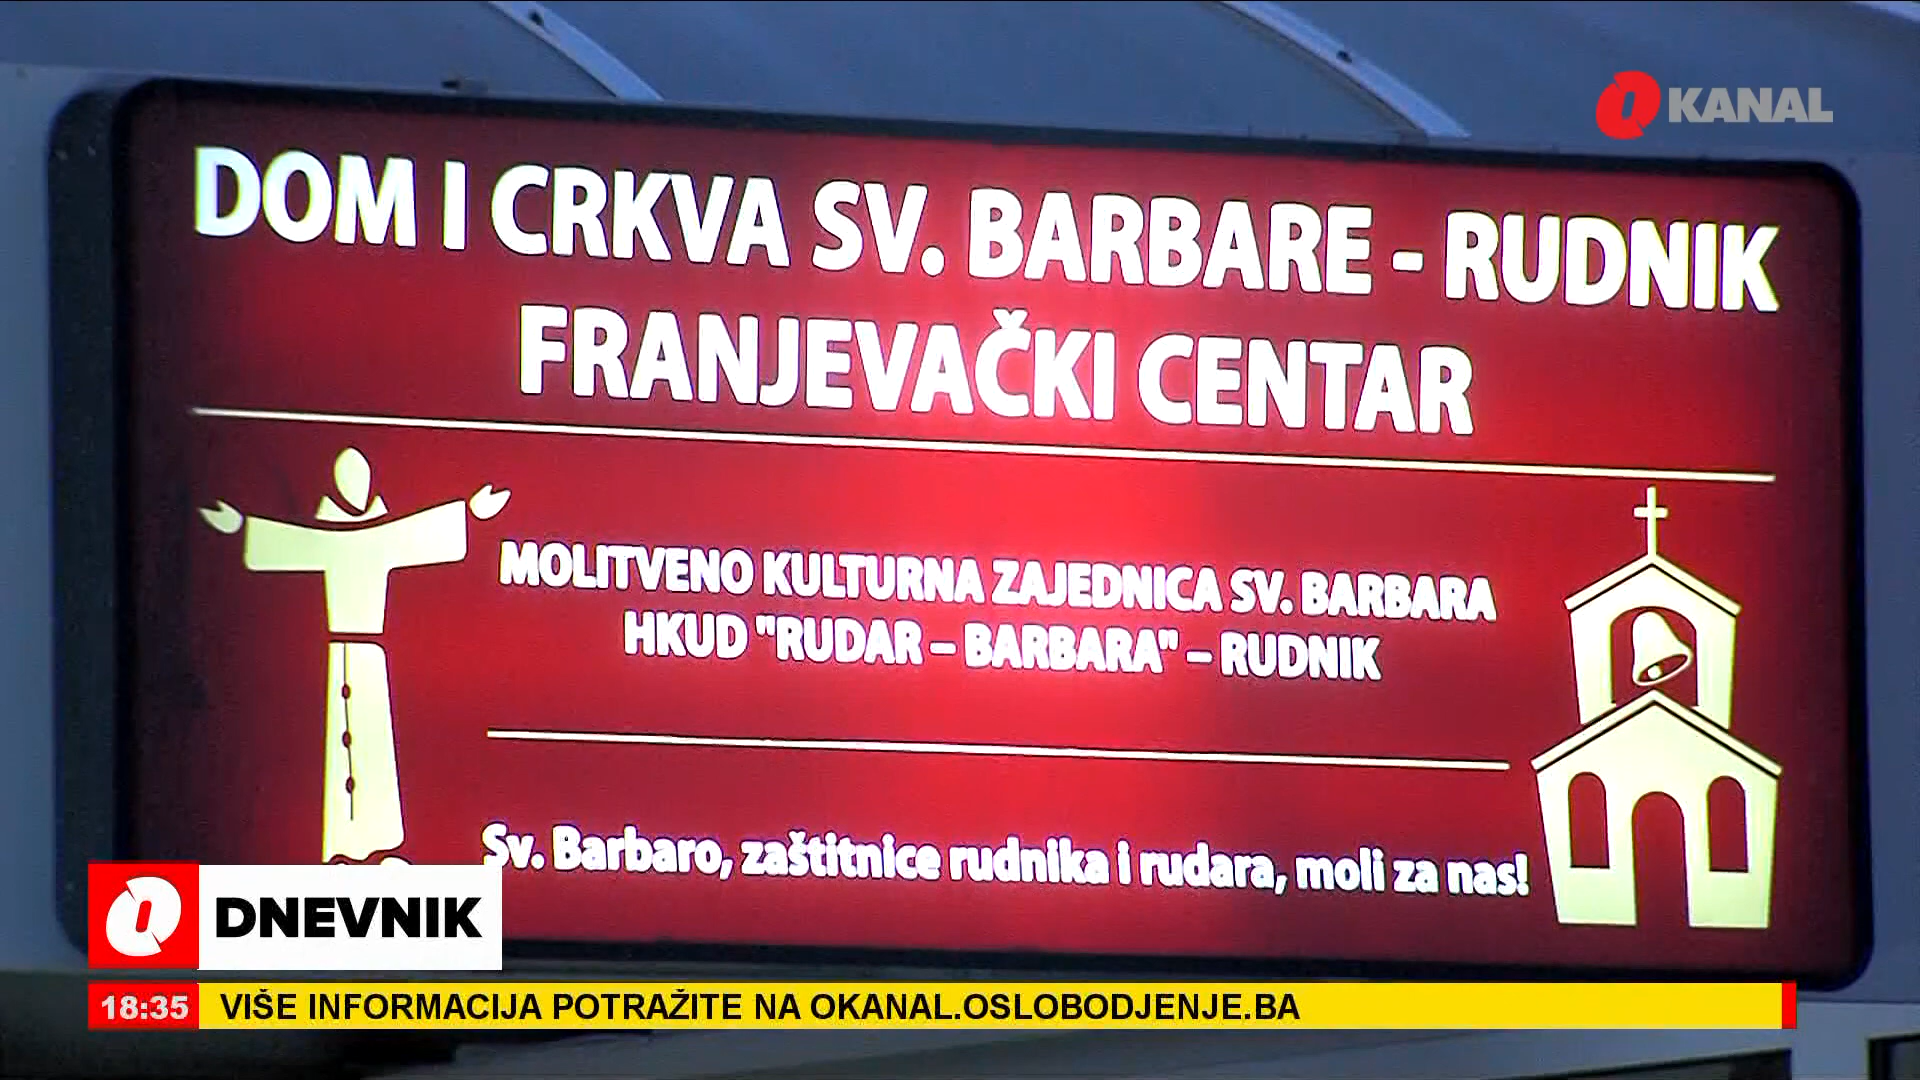 O KANAL
DOM I CRKVA SV. BARBARE - RUDNIK
FRANJEVAČKI CENTAR
MOLITVENO KULTURNA ZAJEDNICA SV. BARBARA
HKUD "RUDAR – BARBARA" – RUDNIK
Sv. Barbaro, zaštitnice rudnika i rudara, moli za nas!
O DNEVNIK
18:35 VIŠE INFORMACIJA POTRAŽITE NA OKANAL.OSLOBODJENJE.BA